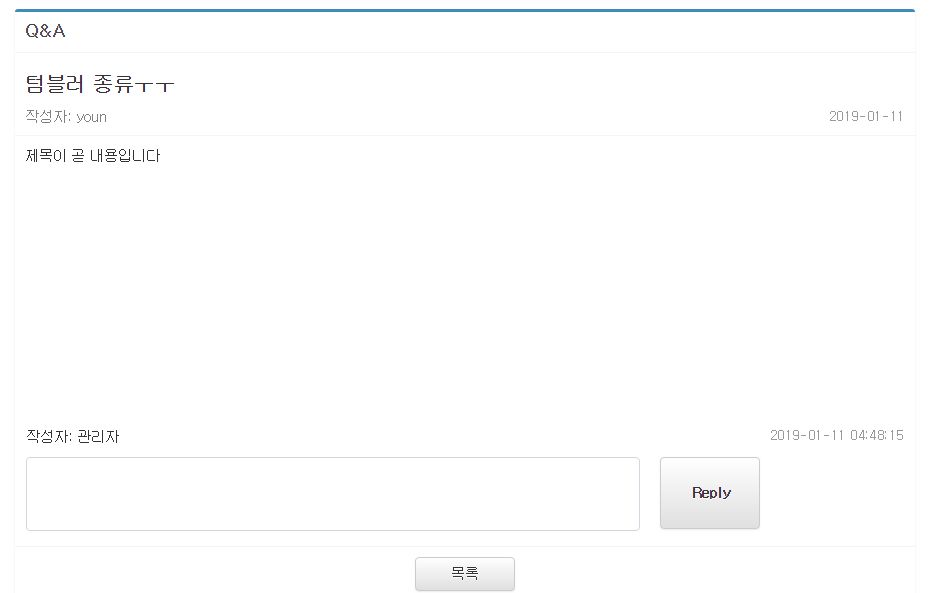 Q&A
텀블러 종류ㅜㅜ
작성자: youn
2019-01-11
제목이 곧 내용입니다
작성자: 관리자
2019-01-11 04:48:15
Reply
목록